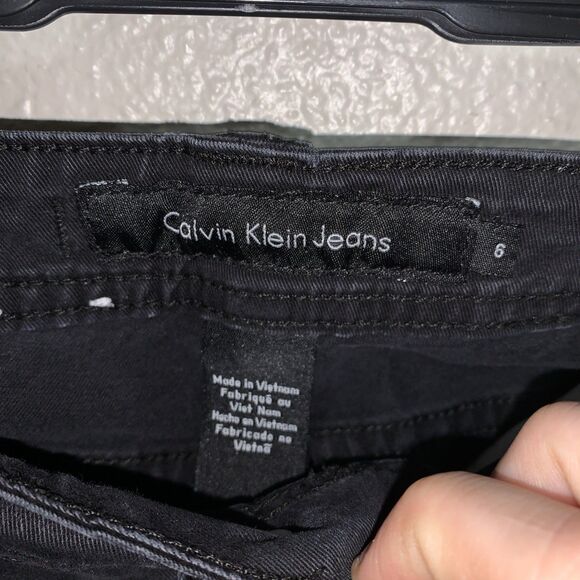 Calvin Klein Jeans
6
Made in Vietnam
Fabriqué au
Viet Nam
Hecho en Vietnam
Fabricado no
Vietnã